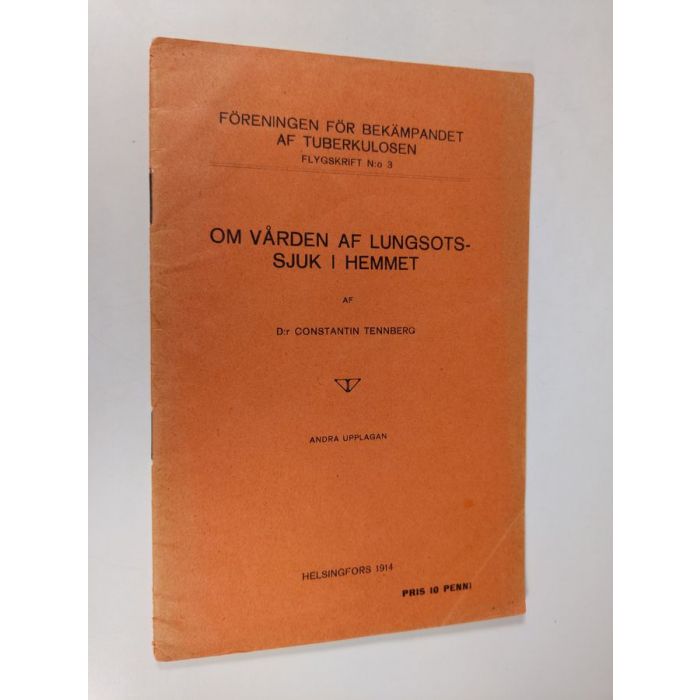 FÖRENINGEN FÖR BEKÄMPANDET
AF TUBERKULOSEN
FLYGSKRIFT N:o 3
OM VÅRDEN AF LUNGSOTS-
SJUK I HEMMET
AF
D:r CONSTANTIN TENNBERG
ANDRA UPPLAGAN
HELSINGFORS 1914
PRIS 10 PENNI